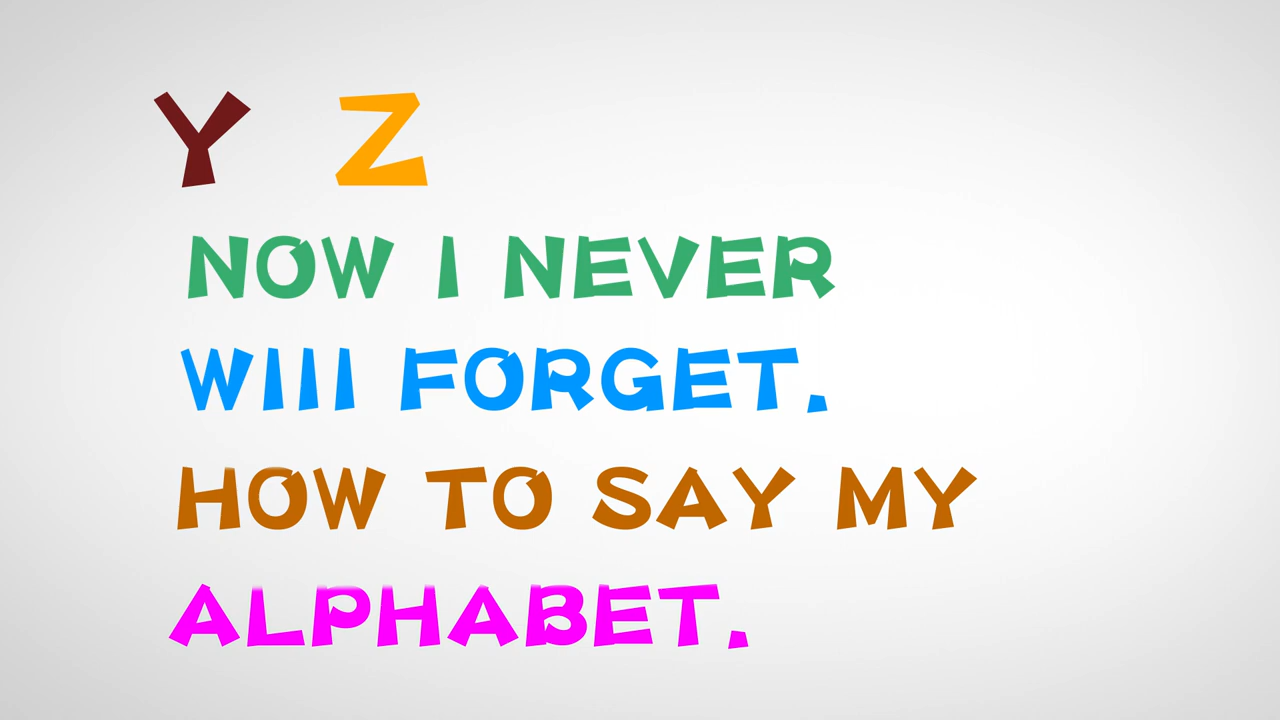 Y Z
NOW I NEVER
WIII FORGET.
HOW TO SAY MY
ALPHABET.